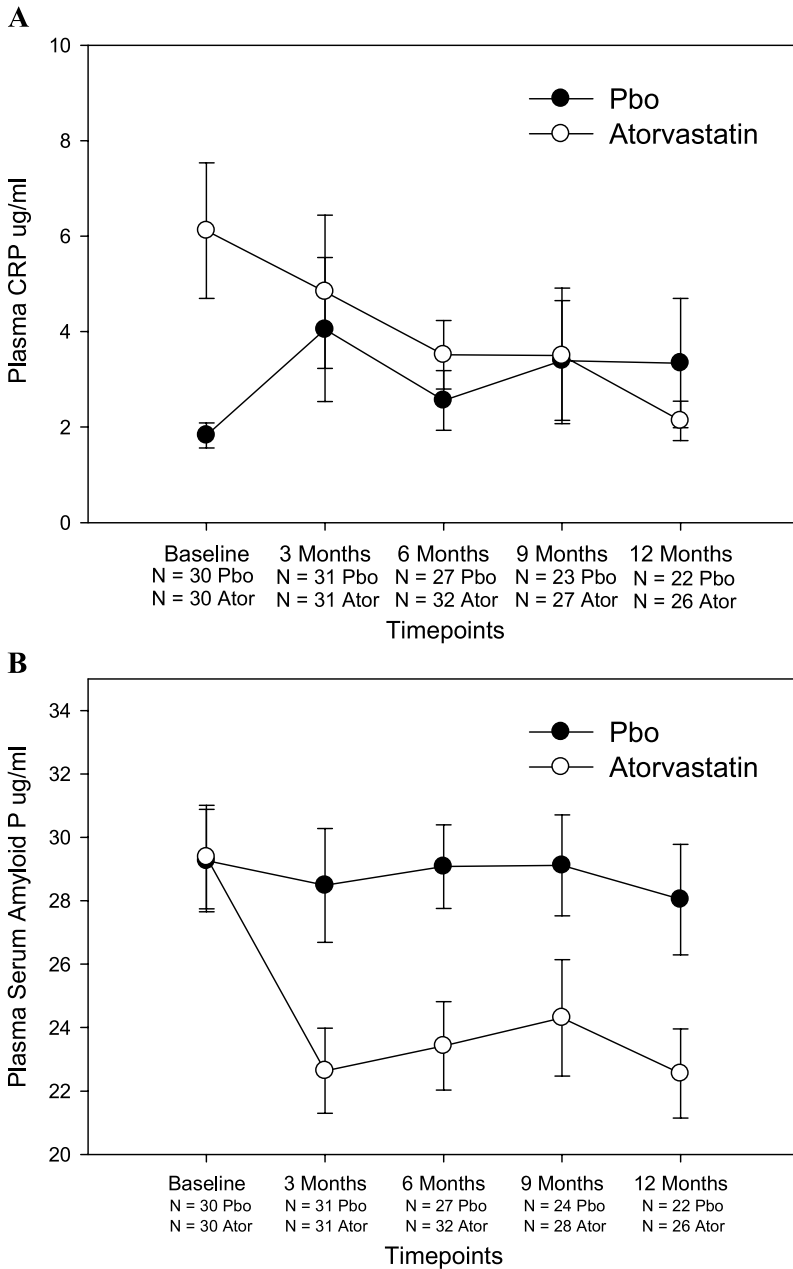 A
10
Pbo
Atorvastatin
8
6
4
2
0
Plasma CRP ug/ml
Baseline 3 Months 6 Months 9 Months 12 Months
N = 30 Pbo N = 31 Pbo N = 27 Pbo N = 23 Pbo N = 22 Pbo
N = 30 Ator N = 31 Ator N = 32 Ator N = 27 Ator N = 26 Ator
Timepoints
B
34
Pbo
Atorvastatin
32
30
28
26
24
22
20
Plasma Serum Amyloid P ug/ml
Baseline 3 Months 6 Months 9 Months 12 Months
N = 30 Pbo N = 31 Pbo N = 27 Pbo N = 24 Pbo N = 22 Pbo
N = 30 Ator N = 31 Ator N = 32 Ator N = 28 Ator N = 26 Ator
Timepoints